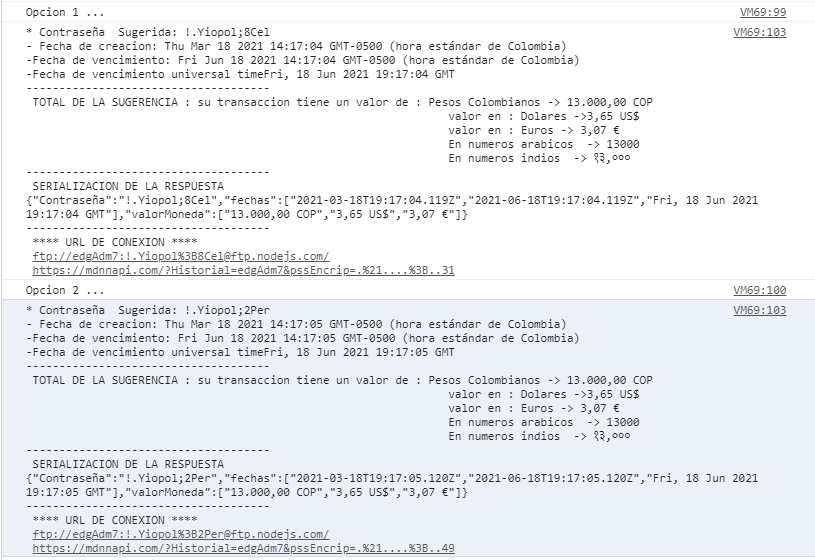 Opcion 1 ... VM69:99
* Contraseña  Sugerida: !.Yiopol;8Cel VM69:103
- Fecha de creacion: Thu Mar 18 2021 14:17:04 GMT-0500 (hora estándar de Colombia)
-Fecha de vencimiento: Fri Jun 18 2021 14:17:04 GMT-0500 (hora estándar de Colombia)
-Fecha de vencimiento universal timeFri, 18 Jun 2021 19:17:04 GMT
-------------------------------------
TOTAL DE LA SUGERENCIA : su transaccion tiene un valor de : Pesos Colombianos -> 13.000,00 COP
valor en : Dolares ->3,65 US$
valor en : Euros -> 3,07 €
En numeros arabicos  -> 13000
En numeros indios  -> १३,०००
-------------------------------------
SERIALIZACION DE LA RESPUESTA
{"Contraseña":"!.Yiopol;8Cel","fechas":["2021-03-18T19:17:04.119Z","2021-06-18T19:17:04.119Z","Fri, 18 Jun 2021
19:17:04 GMT"],"valorMoneda":["13.000,00 COP","3,65 US$","3,07 €"]}
-------------------------------------
**** URL DE CONEXION ****
ftp://edgAdm7:!.Yiopol%3B8Cel@ftp.nodejs.com/
https://mdnnapi.com/?Historial=edgAdm7&pssEncrip=.%21....%3B..31
Opcion 2 ... VM69:100
* Contraseña  Sugerida: !.Yiopol;2Per VM69:103
- Fecha de creacion: Thu Mar 18 2021 14:17:05 GMT-0500 (hora estándar de Colombia)
-Fecha de vencimiento: Fri Jun 18 2021 14:17:05 GMT-0500 (hora estándar de Colombia)
-Fecha de vencimiento universal timeFri, 18 Jun 2021 19:17:05 GMT
-------------------------------------
TOTAL DE LA SUGERENCIA : su transaccion tiene un valor de : Pesos Colombianos -> 13.000,00 COP
valor en : Dolares ->3,65 US$
valor en : Euros -> 3,07 €
En numeros arabicos  -> 13000
En numeros indios  -> १३,०००
-------------------------------------
SERIALIZACION DE LA RESPUESTA
{"Contraseña":"!.Yiopol;2Per","fechas":["2021-03-18T19:17:05.120Z","2021-06-18T19:17:05.120Z","Fri, 18 Jun 2021
19:17:05 GMT"],"valorMoneda":["13.000,00 COP","3,65 US$","3,07 €"]}
-------------------------------------
**** URL DE CONEXION ****
ftp://edgAdm7:!.Yiopol%3B2Per@ftp.nodejs.com/
https://mdnnapi.com/?Historial=edgAdm7&pssEncrip=.%21....%3B..49